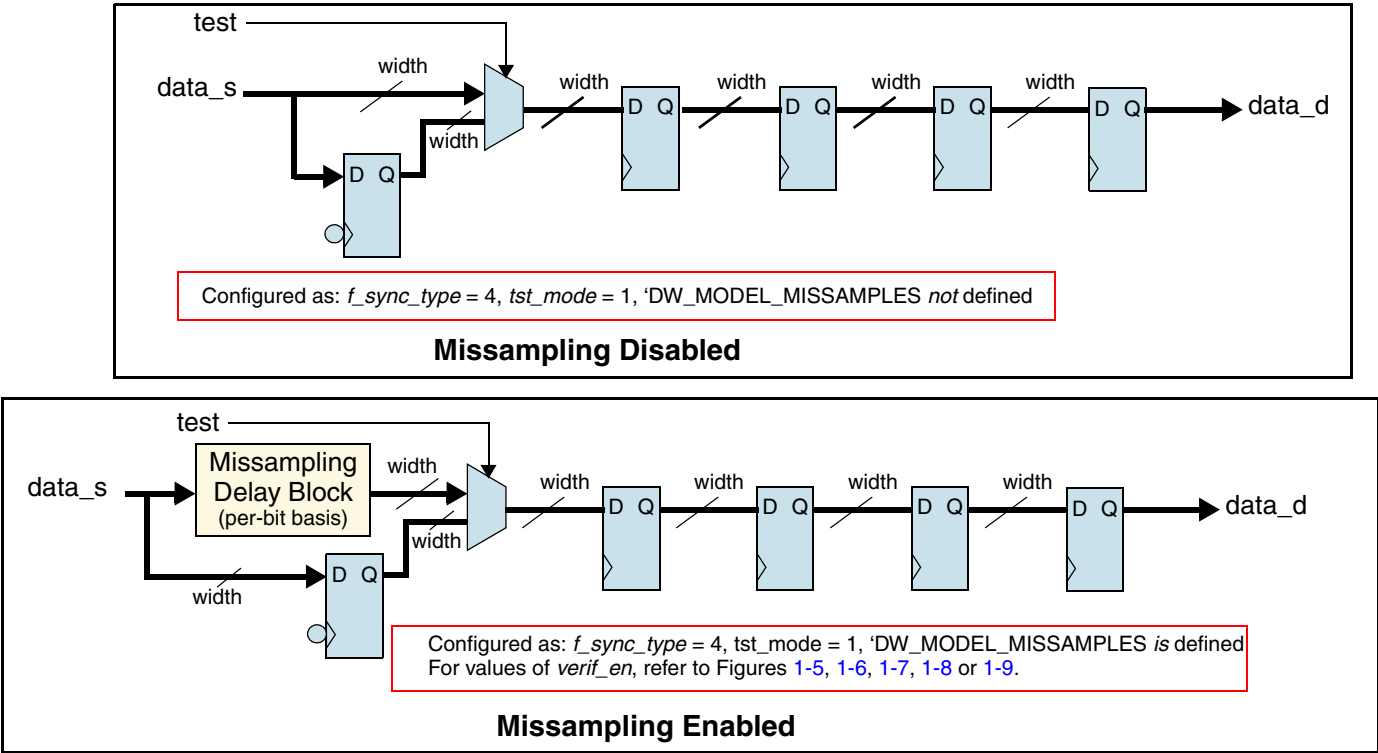 test
width
width
width
width
width
data_s
data_d
D Q
D Q
D Q
D Q
width
D Q
Configured as: f_sync_type = 4, tst_mode = 1, ‘DW_MODEL_MISSAMPLES not defined
Missampling Disabled
test
Missampling
Delay Block
(per-bit basis)
width
width
width
width
width
data_s
data_d
D Q
D Q
D Q
D Q
width
D Q
width
Configured as: f_sync_type = 4, tst_mode = 1, ‘DW_MODEL_MISSAMPLES is defined
For values of verif_en, refer to Figures 1-5, 1-6, 1-7, 1-8 or 1-9.
Missampling Enabled